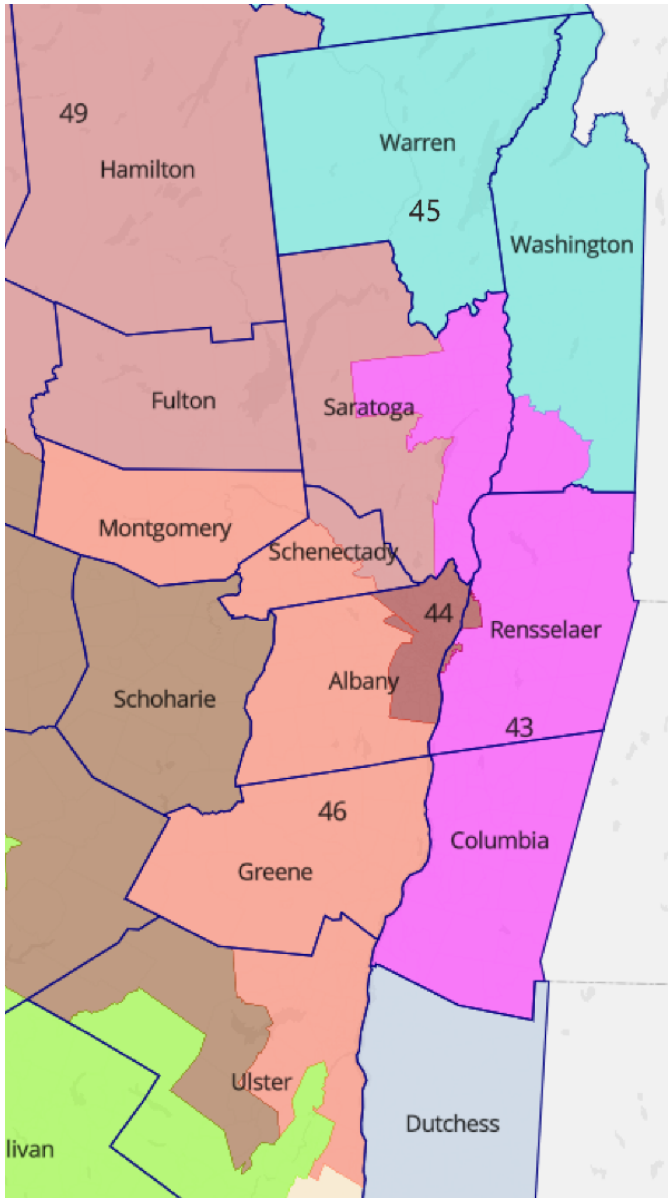 49
Warren
Hamilton
45
Washington
Fulton
Saratoga
Montgomery
Schenectady
44
Rensselaer
Albany
Schoharie
43
46
Columbia
Greene
Ulster
Dutchess
livan